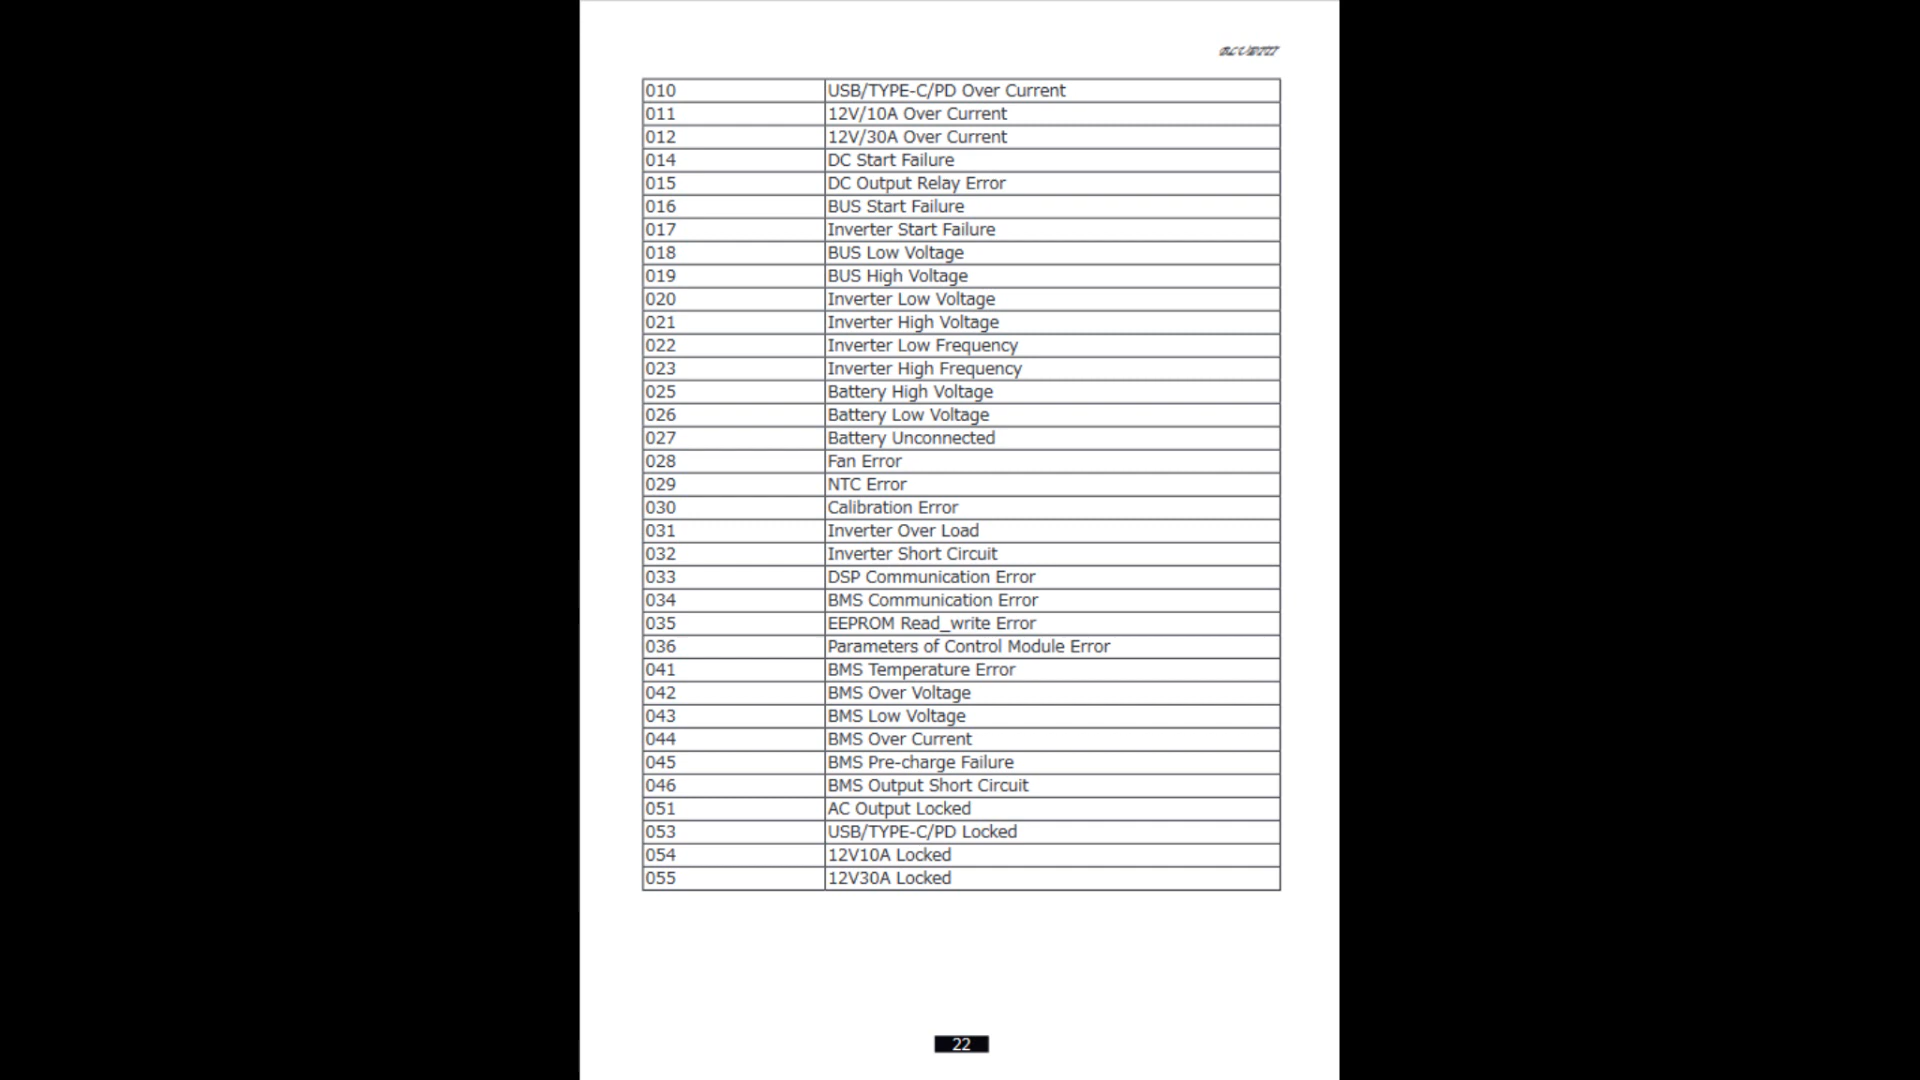 BLUETTI
010 USB/TYPE-C/PD Over Current
011 12V/10A Over Current
012 12V/30A Over Current
014 DC Start Failure
015 DC Output Relay Error
016 BUS Start Failure
017 Inverter Start Failure
018 BUS Low Voltage
019 BUS High Voltage
020 Inverter Low Voltage
021 Inverter High Voltage
022 Inverter Low Frequency
023 Inverter High Frequency
025 Battery High Voltage
026 Battery Low Voltage
027 Battery Unconnected
028 Fan Error
029 NTC Error
030 Calibration Error
031 Inverter Over Load
032 Inverter Short Circuit
033 DSP Communication Error
034 BMS Communication Error
035 EEPROM Read_write Error
036 Parameters of Control Module Error
041 BMS Temperature Error
042 BMS Over Voltage
043 BMS Low Voltage
044 BMS Over Current
045 BMS Pre-charge Failure
046 BMS Output Short Circuit
051 AC Output Locked
053 USB/TYPE-C/PD Locked
054 12V10A Locked
055 12V30A Locked
22